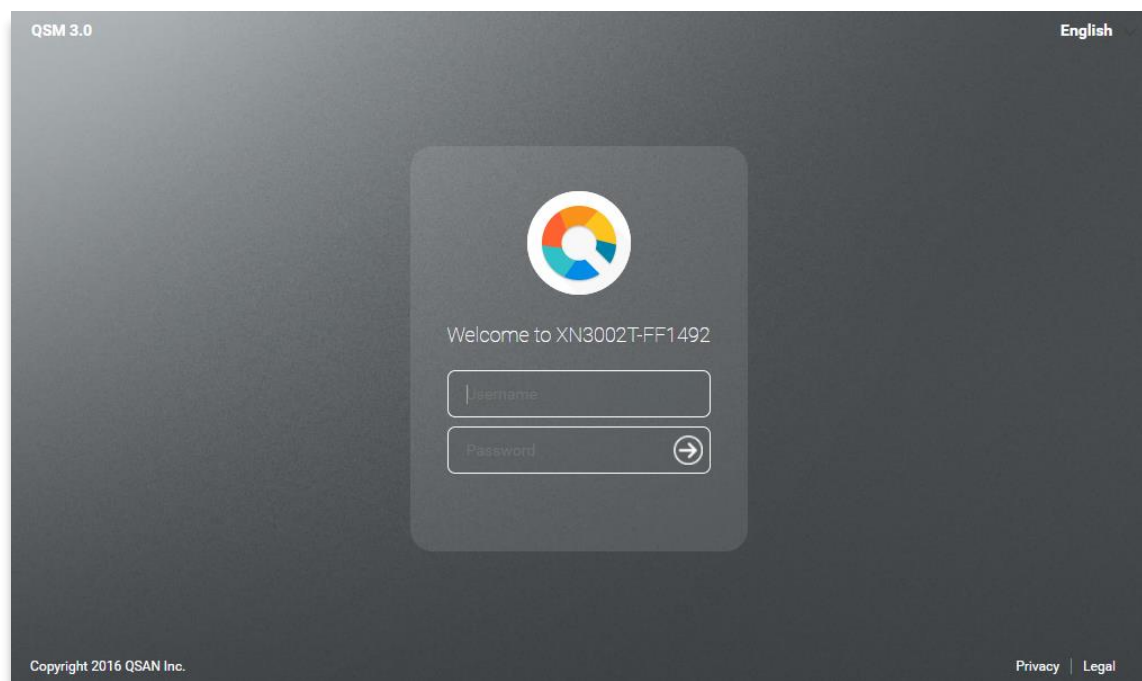 QSM 3.0
English
Welcome to XN3002T-FF1492
Username
Password
Copyright 2016 QSAN Inc.
Privacy | Legal